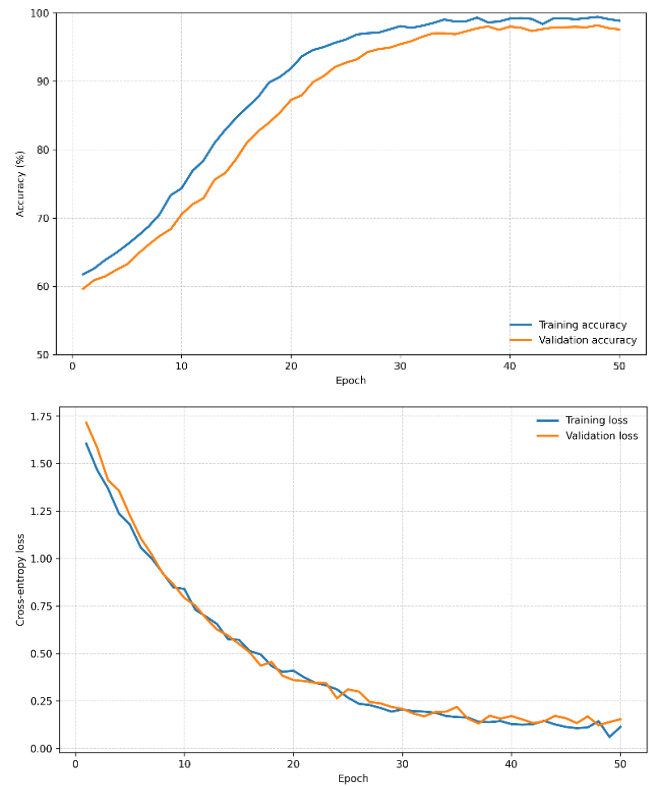 100
90
80
70
60
50
Accuracy (%)
Training accuracy
Validation accuracy
0 10 20 30 40 50
Epoch
1.75
1.50
1.25
1.00
0.75
0.50
0.25
0.00
Cross-entropy loss
Training loss
Validation loss
0 10 20 30 40 50
Epoch